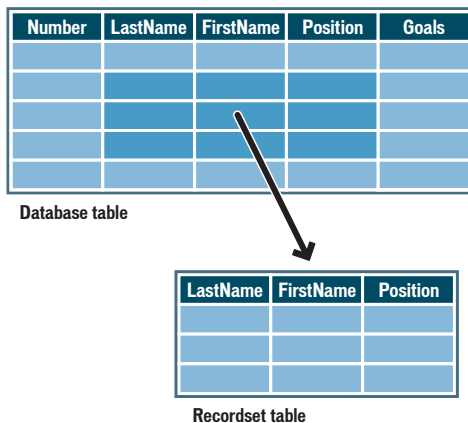 Number LastName FirstName Position Goals
Database table
LastName FirstName Position
Recordset table